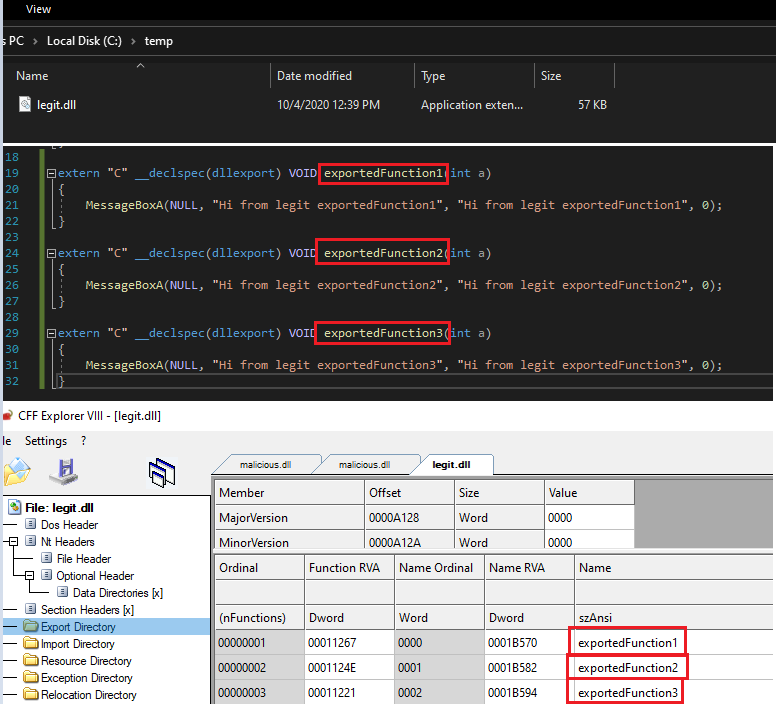 View
s PC > Local Disk (C:) > temp
Name Date modified Type Size
legit.dll 10/4/2020 12:39 PM Application exten... 57 KB
18
19 extern "C" __declspec(dllexport) VOID exportedFunction1(int a)
20 {
21 MessageBoxA(NULL, "Hi from legit exportedFunction1", "Hi from legit exportedFunction1", 0);
22 }
23
24 extern "C" __declspec(dllexport) VOID exportedFunction2(int a)
25 {
26 MessageBoxA(NULL, "Hi from legit exportedFunction2", "Hi from legit exportedFunction2", 0);
27 }
28
29 extern "C" __declspec(dllexport) VOID exportedFunction3(int a)
30 {
31 MessageBoxA(NULL, "Hi from legit exportedFunction3", "Hi from legit exportedFunction3", 0);
32 }
CFF Explorer VIII - [legit.dll]
le Settings ?
malicious.dll malicious.dll legit.dll
File: legit.dll
Dos Header
Nt Headers
File Header
Optional Header
Data Directories [x]
Section Headers [x]
Export Directory
Import Directory
Resource Directory
Exception Directory
Relocation Directory
Member Offset Size Value
MajorVersion 0000A128 Word 0000
MinorVersion 0000A12A Word 0000
Ordinal Function RVA Name Ordinal Name RVA Name
(nFunctions) Dword Word Dword szAnsi
00000001 00011267 0000 0001B570 exportedFunction1
00000002 0001124E 0001 0001B582 exportedFunction2
00000003 00011221 0002 0001B594 exportedFunction3